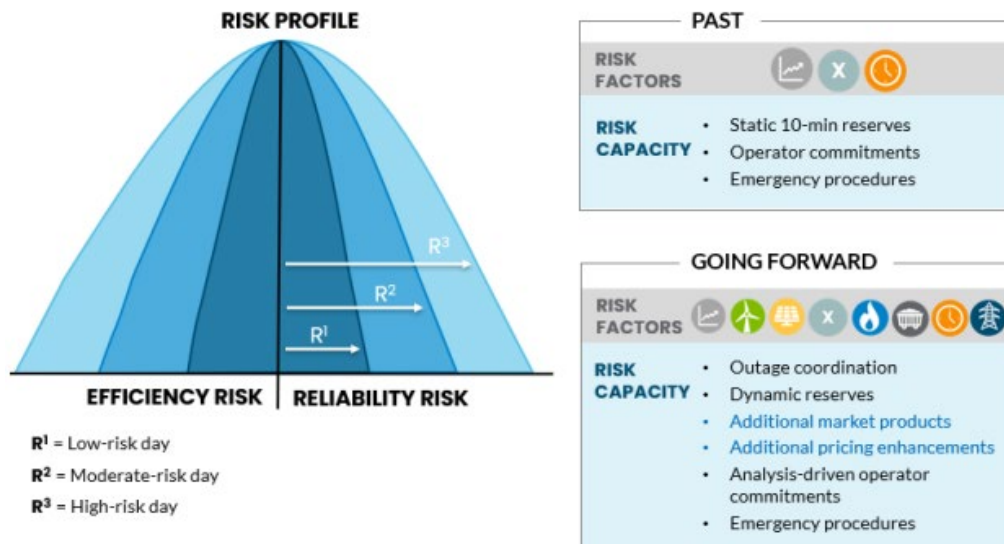 RISK PROFILE
R³
R²
R¹
EFFICIENCY RISK
RELIABILITY RISK
R¹ = Low-risk day
R² = Moderate-risk day
R³ = High-risk day
PAST
RISK
FACTORS
X
RISK
CAPACITY
• Static 10-min reserves
• Operator commitments
• Emergency procedures
GOING FORWARD
RISK
FACTORS
X
RISK
CAPACITY
• Outage coordination
• Dynamic reserves
• Additional market products
• Additional pricing enhancements
• Analysis-driven operator
commitments
• Emergency procedures